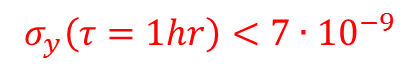 σ_y(τ = 1hr) < 7 · 10^{-9}